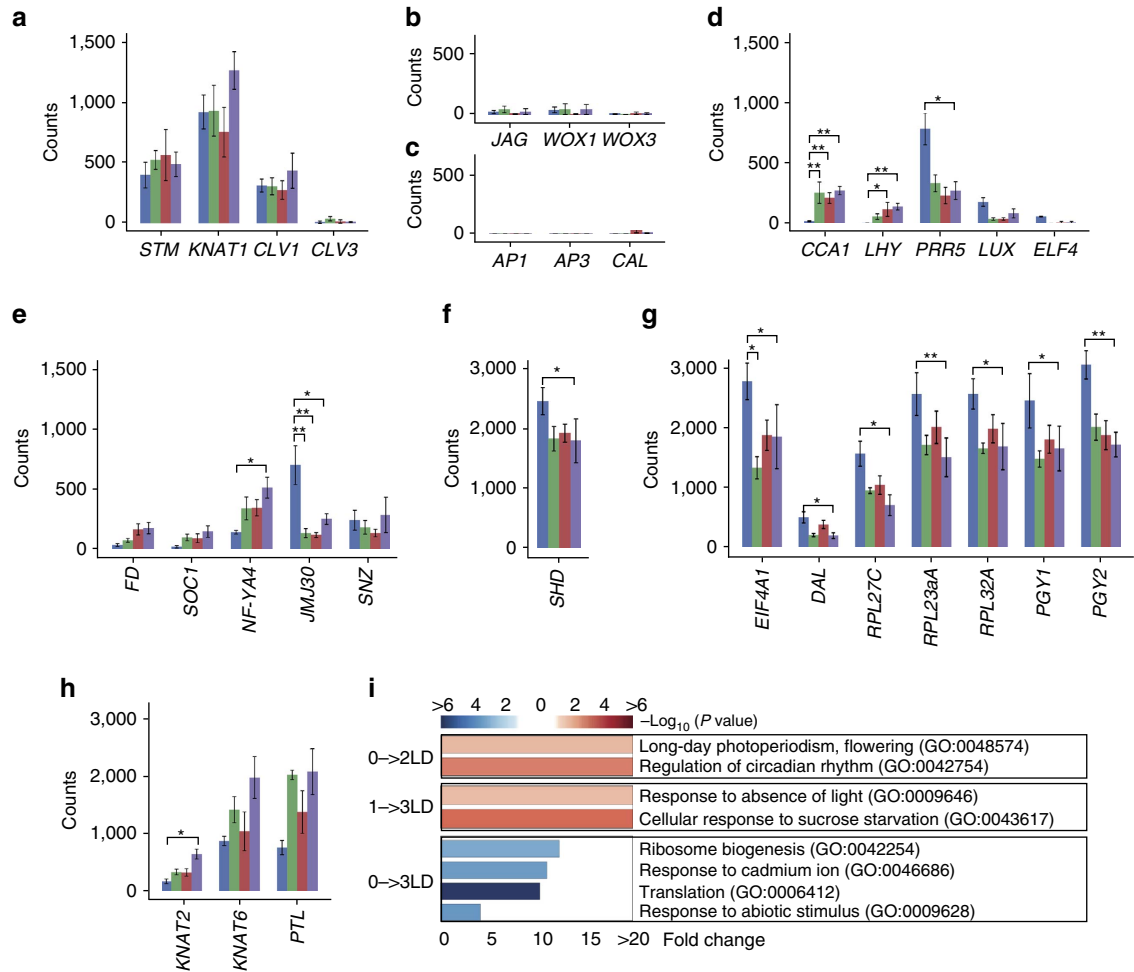 a
1,500
1,000
500
0
Counts
STM KNAT1 CLV1 CLV3
b
500
0
Counts
JAG WOX1 WOX3
c
500
0
Counts
AP1 AP3 CAL
d
1,500
1,000
500
0
Counts
** ** **
* **
*
CCA1 LHY PRR5 LUX ELF4
e
1,500
1,000
500
0
Counts
*
** ** *
FD SOC1 NF-YA4 JMJ30 SNZ
f
3,000
2,000
1,000
0
Counts
*
SHD
g
3,000
2,000
1,000
0
Counts
* *
*
*
**
*
*
**
EIF4A1 DAL RPL27C RPL23aA RPL32A PGY1 PGY2
h
3,000
2,000
1,000
0
Counts
*
KNAT2 KNAT6 PTL
i
>6 4 2 0 2 4 >6
–Log10 (P value)
0–>2LD
Long-day photoperiodism, flowering (GO:0048574)
Regulation of circadian rhythm (GO:0042754)
1–>3LD
Response to absence of light (GO:0009646)
Cellular response to sucrose starvation (GO:0043617)
0–>3LD
Ribosome biogenesis (GO:0042254)
Response to cadmium ion (GO:0046686)
Translation (GO:0006412)
Response to abiotic stimulus (GO:0009628)
0 5 10 15 >20 Fold change